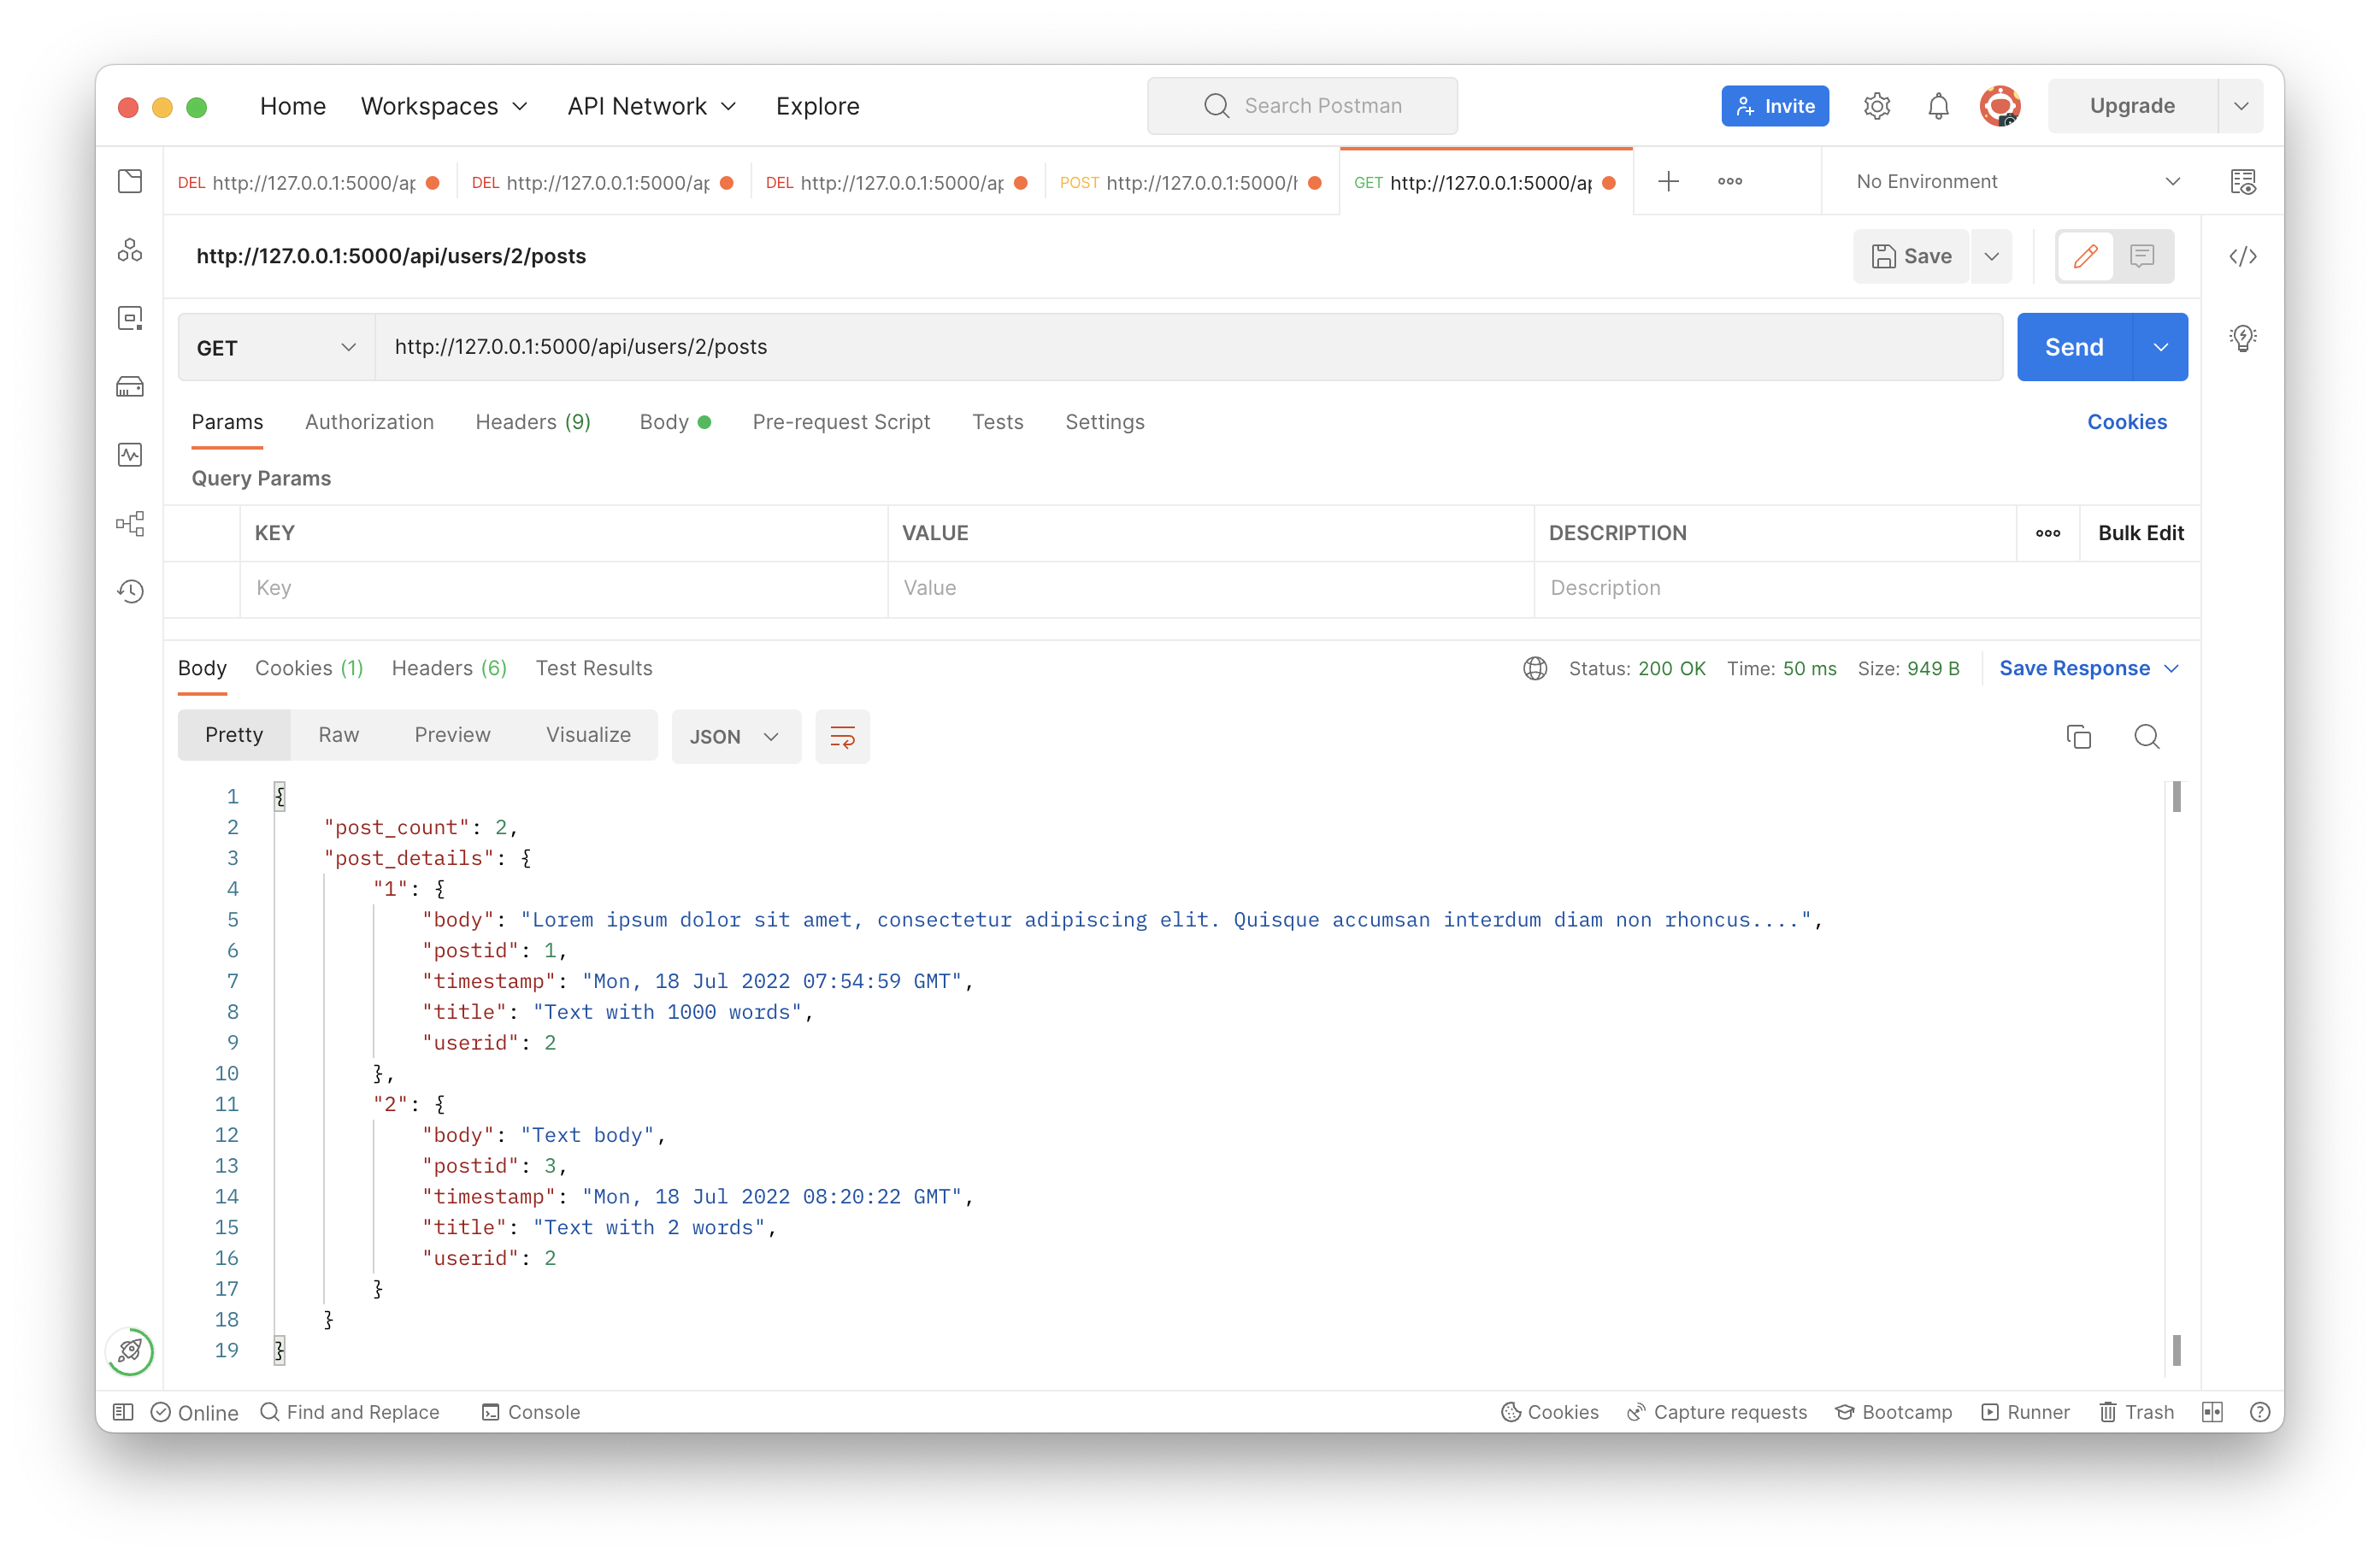 Home Workspaces API Network Explore Search Postman Invite Upgrade
DEL http://127.0.0.1:5000/ap DEL http://127.0.0.1:5000/ap DEL http://127.0.0.1:5000/ap POST http://127.0.0.1:5000/h GET http://127.0.0.1:5000/ap No Environment
http://127.0.0.1:5000/api/users/2/posts Save
GET http://127.0.0.1:5000/api/users/2/posts Send
Params Authorization Headers (9) Body Pre-request Script Tests Settings Cookies
Query Params
KEY VALUE DESCRIPTION Bulk Edit
Key Value Description
Body Cookies (1) Headers (6) Test Results Status: 200 OK Time: 50 ms Size: 949 B Save Response
Pretty Raw Preview Visualize JSON
1 {
2 "post_count": 2,
3 "post_details": {
4 "1": {
5 "body": "Lorem ipsum dolor sit amet, consectetur adipiscing elit. Quisque accumsan interdum diam non rhoncus....",
6 "postid": 1,
7 "timestamp": "Mon, 18 Jul 2022 07:54:59 GMT",
8 "title": "Text with 1000 words",
9 "userid": 2
10 },
11 "2": {
12 "body": "Text body",
13 "postid": 3,
14 "timestamp": "Mon, 18 Jul 2022 08:20:22 GMT",
15 "title": "Text with 2 words",
16 "userid": 2
17 }
18 }
19 }
Online Find and Replace Console Cookies Capture requests Bootcamp Runner Trash